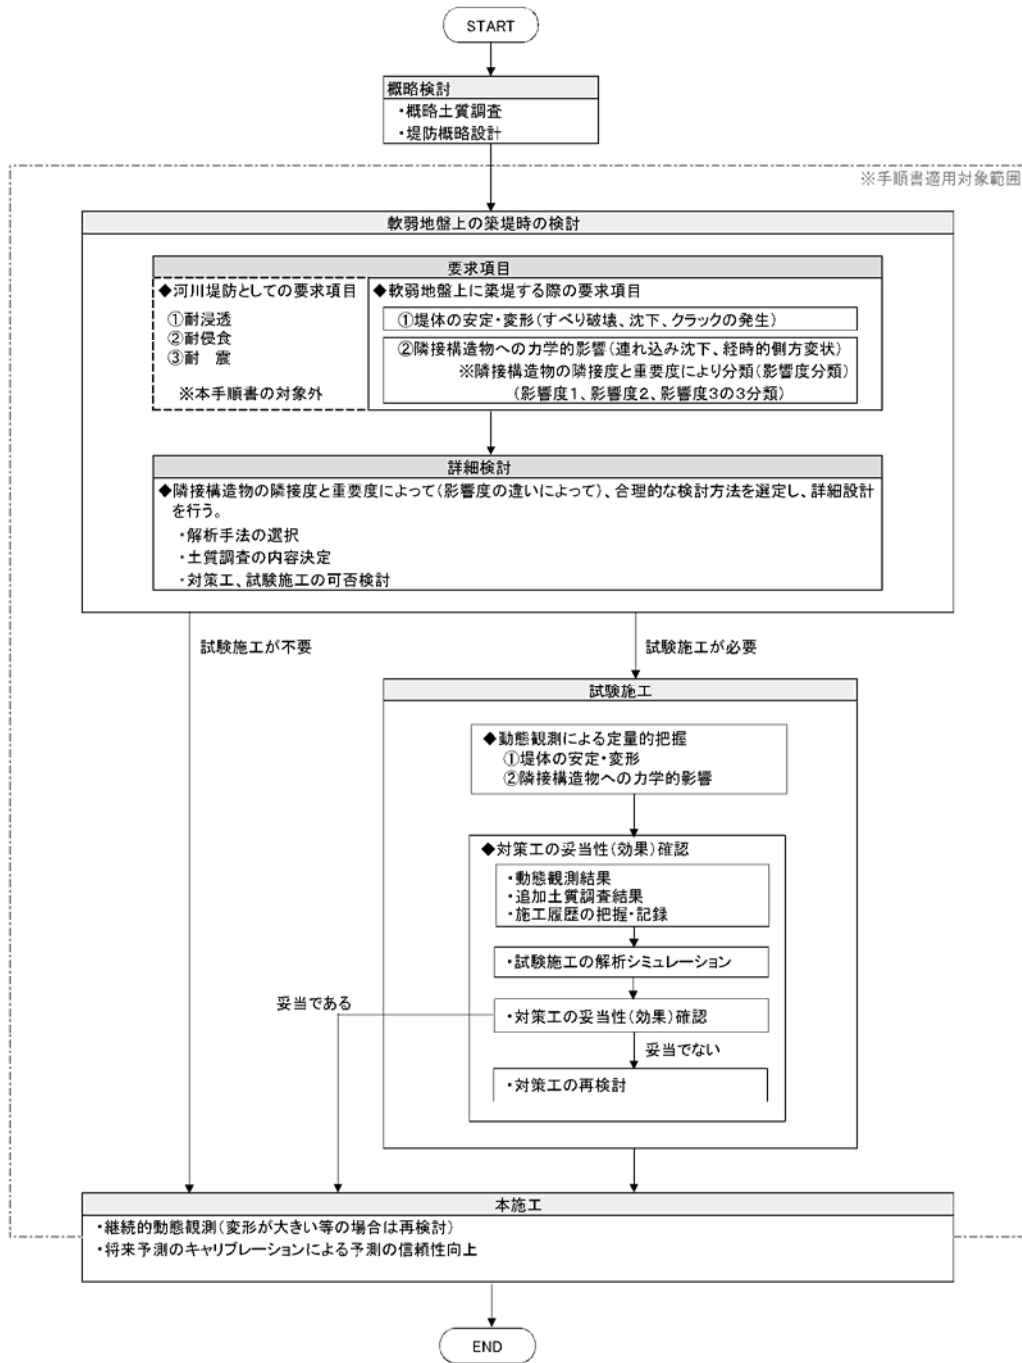 START
概略検討
・概略土質調査
・堤防概略設計
※手順書適用対象範囲
軟弱地盤上の築堤時の検討
要求項目
◆河川堤防としての要求項目
①耐浸透
②耐侵食
③耐　震
※本手順書の対象外
◆軟弱地盤上に築堤する際の要求項目
①堤体の安定・変形(すべり破壊、沈下、クラックの発生)
②隣接構造物への力学的影響(連れ込み沈下、経時的側方変状)
※隣接構造物の隣接度と重要度により分類(影響度分類)
(影響度1、影響度2、影響度3の3分類)
詳細検討
◆隣接構造物の隣接度と重要度によって(影響度の違いによって)、合理的な検討方法を選定し、詳細設計
を行う。
・解析手法の選択
・土質調査の内容決定
・対策工、試験施工の可否検討
試験施工が不要
試験施工が必要
試験施工
◆動態観測による定量的把握
①堤体の安定・変形
②隣接構造物への力学的影響
◆対策工の妥当性(効果)確認
・動態観測結果
・追加土質調査結果
・施工履歴の把握・記録
・試験施工の解析シミュレーション
妥当である
・対策工の妥当性(効果)確認
妥当でない
・対策工の再検討
本施工
・継続的動態観測(変形が大きい等の場合は再検討)
・将来予測のキャリブレーションによる予測の信頼性向上
END